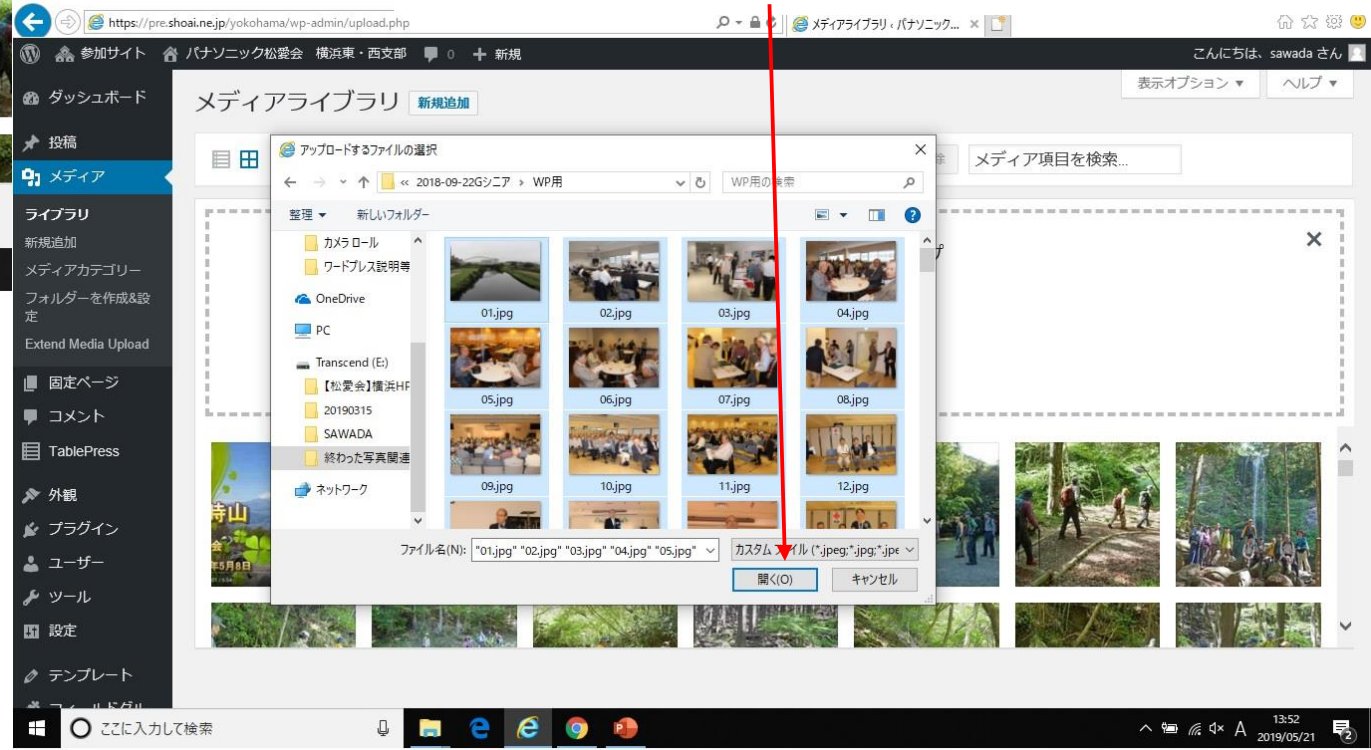 https://pre.shoai.ne.jp/yokohama/wp-admin/upload.php
メディアライブラリ ‹ パナソニック...
参加サイト パナソニック松愛会 横浜東・西支部 0 新規
こんにちは、sawada さん
ダッシュボード
投稿
メディア
ライブラリ
新規追加
メディアカテゴリー
フォルダーを作成&設
定
Extend Media Upload
固定ページ
コメント
TablePress
外観
プラグイン
ユーザー
ツール
設定
テンプレート
メディアライブラリ 新規追加
表示オプション ▼ ヘルプ ▼
メディア項目を検索...
アップロードするファイルの選択
« 2018-09-22Gシニア › WP用
WP用の検索
整理 ▼ 新しいフォルダー
カメラ ロール
ワードプレス説明等
OneDrive
PC
Transcend (E:)
【松愛会】横浜HP
20190315
SAWADA
終わった写真関連
ネットワーク
01.jpg 02.jpg 03.jpg 04.jpg
05.jpg 06.jpg 07.jpg 08.jpg
09.jpg 10.jpg 11.jpg 12.jpg
ファイル名(N): "01.jpg" "02.jpg" "03.jpg" "04.jpg" "05.jpg"
カスタム ファイル (*.jpeg;*.jpg;*.jpe
開く(O) キャンセル
ここに入力して検索
A
13:52
2019/05/21
2